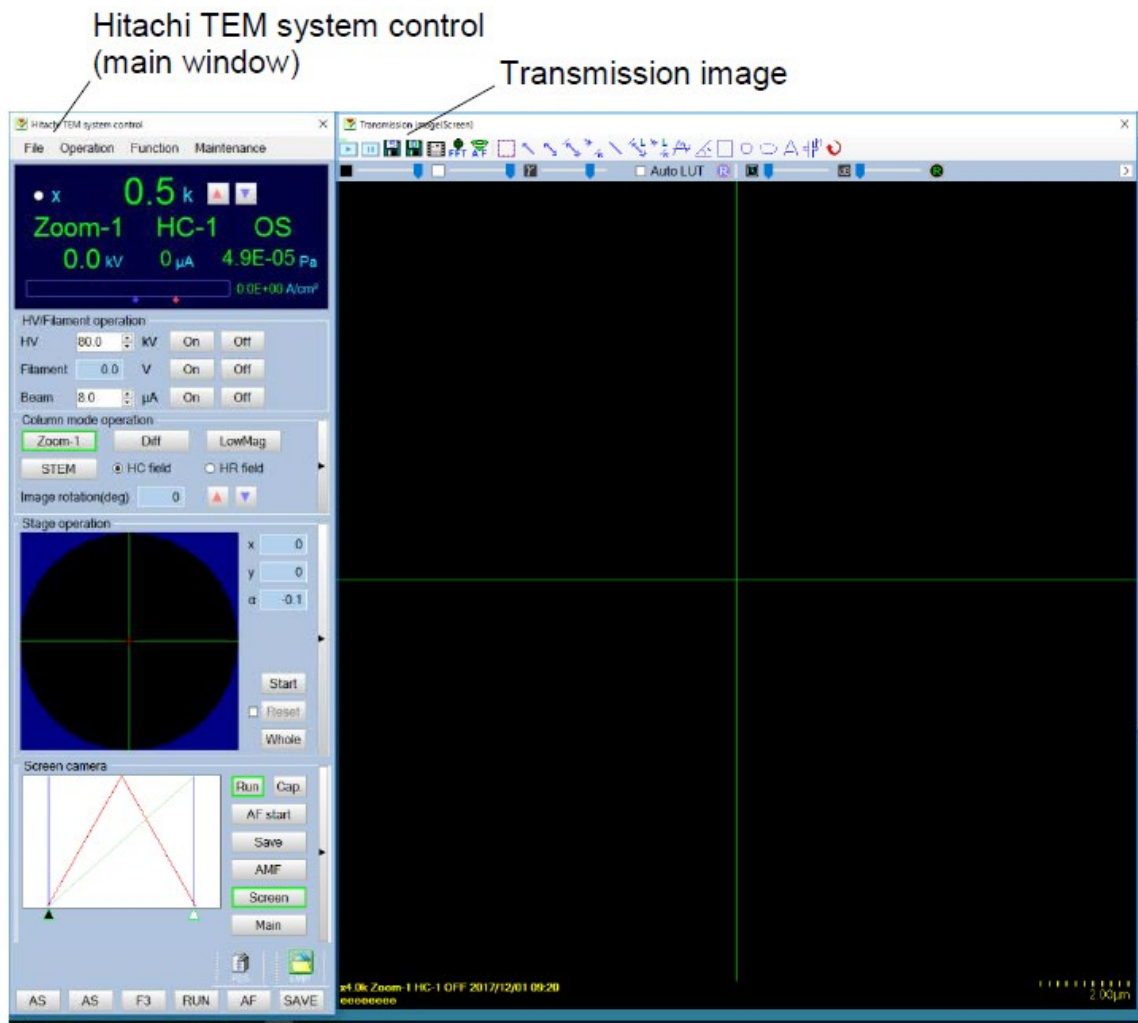 Hitachi TEM system control
(main window)
Transmission image
Hitachi TEM system control
File Operation Function Maintenance
x 0.5 k
Zoom-1 HC-1 OS
0.0 kV 0 μA 4.9E-05 Pa
0.0E+00 A/cm²
HV/Filament operation
HV 80.0 kV On Off
Filament 0.0 V On Off
Beam 8.0 μA On Off
Column mode operation
Zoom-1 Diff LowMag
STEM HC field HR field
Image rotation(deg) 0
Stage operation
x 0
y 0
α -0.1
Start
Reset
Whole
Screen camera
Run Cap.
AF start
Save
AMF
Screen
Main
AS AS F3 RUN AF SAVE
Transmission image(Screen)
FFT AF
Auto LUT R R
x4.0k Zoom-1 HC-1 OFF 2017/12/01 09:20
eeeeeeee
2.00μm